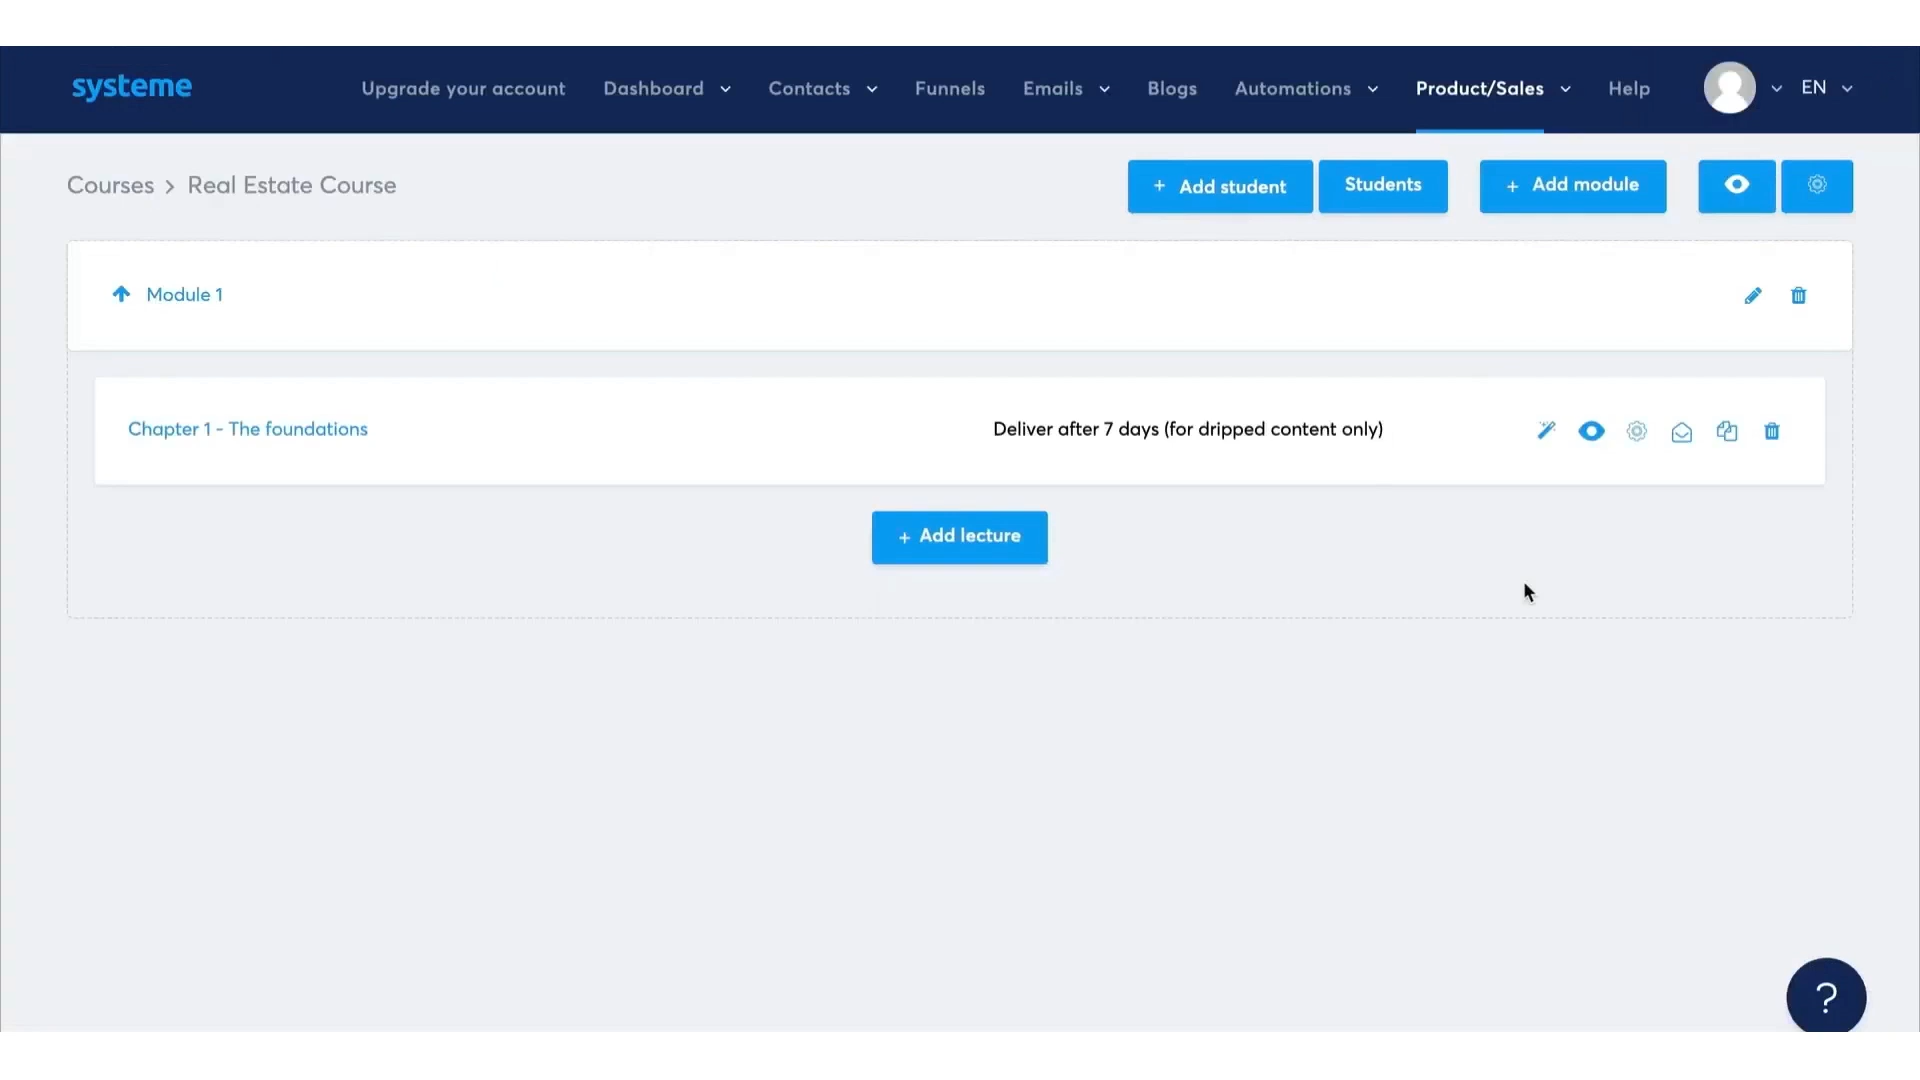 systeme
Upgrade your account Dashboard Contacts Funnels Emails Blogs Automations Product/Sales Help EN
Courses > Real Estate Course
+ Add student Students + Add module
Module 1
Chapter 1 - The foundations Deliver after 7 days (for dripped content only)
+ Add lecture
?